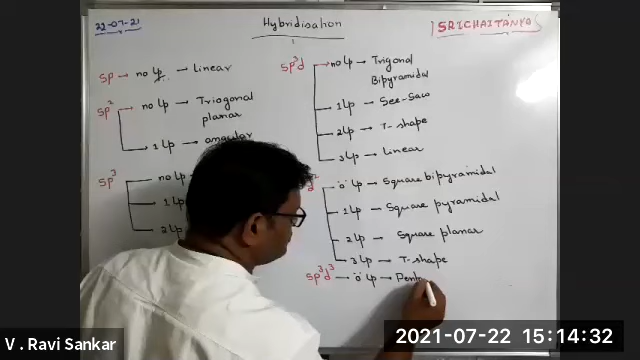 22-07-21
Hybridisation
SRICHAITANYA
sp → no lp → Linear
sp² → no lp → Triogonal
planar
1 lp → angular
sp³ no lp
1 lp
2 lp
sp³d → no lp → Trigonal
Bipyramidal
1 lp → See-Saw
2 lp → T-shape
3 lp → Linear
"0" lp → Square bipyramidal
1 lp → Square pyramidal
2 lp → Square planar
3 lp → T-shape
sp³d³ → "0" lp → Pent
V . Ravi Sankar
2021-07-22 15:14:32